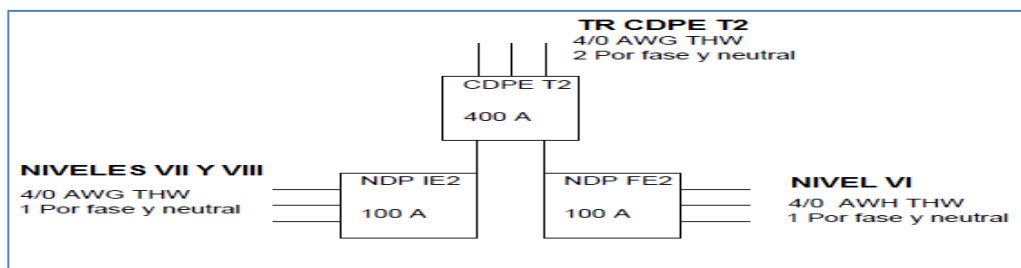 TR CDPE T2
4/0 AWG THW
2 Por fase y neutral
CDPE T2
400 A
NIVELES VII Y VIII
4/0 AWG THW
1 Por fase y neutral
NDP IE2
100 A
NDP FE2
100 A
NIVEL VI
4/0 AWH THW
1 Por fase y neutral